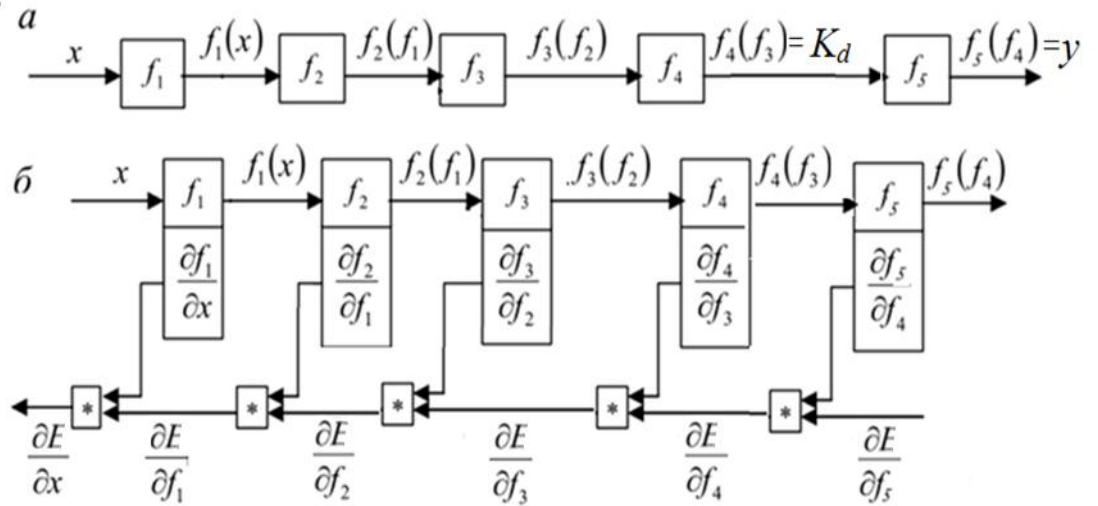 а
x f₁(x) f₂(f₁) f₃(f₂) f₄(f₃)=K_d f₅(f₄)=y
f₁ f₂ f₃ f₄ f₅
б
x f₁(x) f₂(f₁) f₃(f₂) f₄(f₃) f₅(f₄)
f₁ f₂ f₃ f₄ f₅
∂f₁/∂x ∂f₂/∂f₁ ∂f₃/∂f₂ ∂f₄/∂f₃ ∂f₅/∂f₄
* * * * *
∂E/∂x ∂E/∂f₁ ∂E/∂f₂ ∂E/∂f₃ ∂E/∂f₄ ∂E/∂f₅